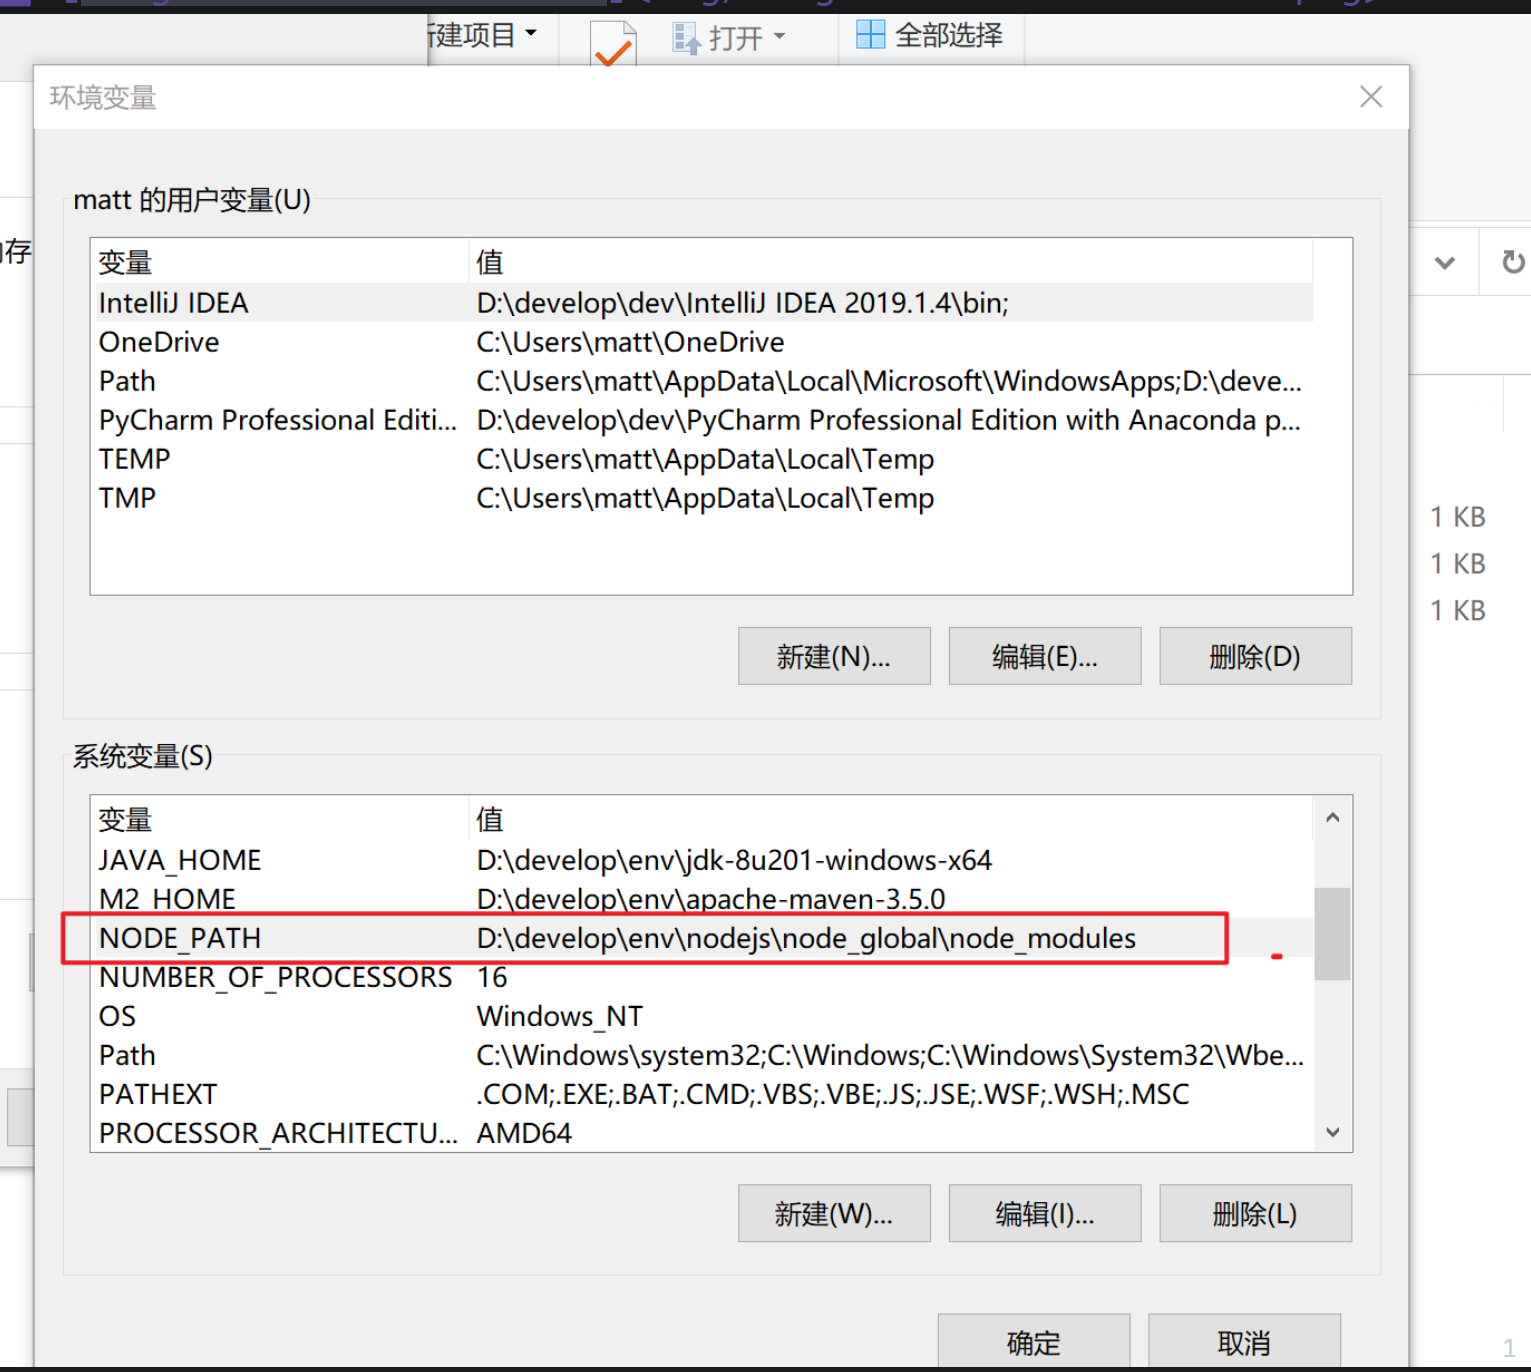 新建项目
打开
全部选择
环境变量
matt 的用户变量(U)
变量 值
IntelliJ IDEA D:\develop\dev\IntelliJ IDEA 2019.1.4\bin;
OneDrive C:\Users\matt\OneDrive
Path C:\Users\matt\AppData\Local\Microsoft\WindowsApps;D:\deve...
PyCharm Professional Editi... D:\develop\dev\PyCharm Professional Edition with Anaconda p...
TEMP C:\Users\matt\AppData\Local\Temp
TMP C:\Users\matt\AppData\Local\Temp
新建(N)... 编辑(E)... 删除(D)
系统变量(S)
变量 值
JAVA_HOME D:\develop\env\jdk-8u201-windows-x64
M2_HOME D:\develop\env\apache-maven-3.5.0
NODE_PATH D:\develop\env\nodejs\node_global\node_modules
NUMBER_OF_PROCESSORS 16
OS Windows_NT
Path C:\Windows\system32;C:\Windows;C:\Windows\System32\Wbe...
PATHEXT .COM;.EXE;.BAT;.CMD;.VBS;.VBE;.JS;.JSE;.WSF;.WSH;.MSC
PROCESSOR_ARCHITECTU... AMD64
新建(W)... 编辑(I)... 删除(L)
确定 取消
存
1 KB
1 KB
1 KB
1